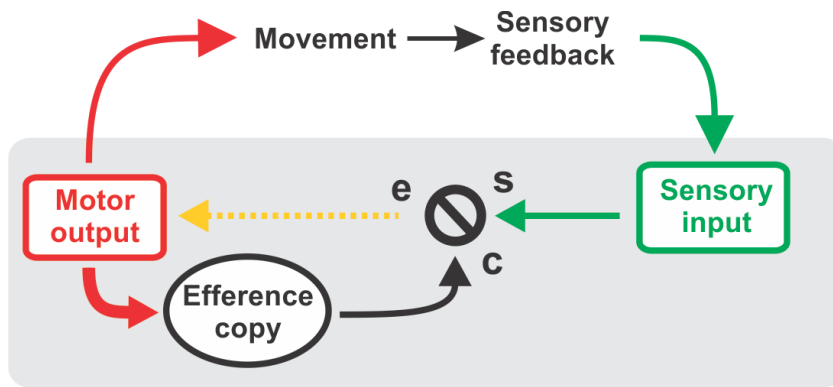 Movement
Sensory
feedback
Motor
output
e
s
Sensory
input
c
Efference
copy